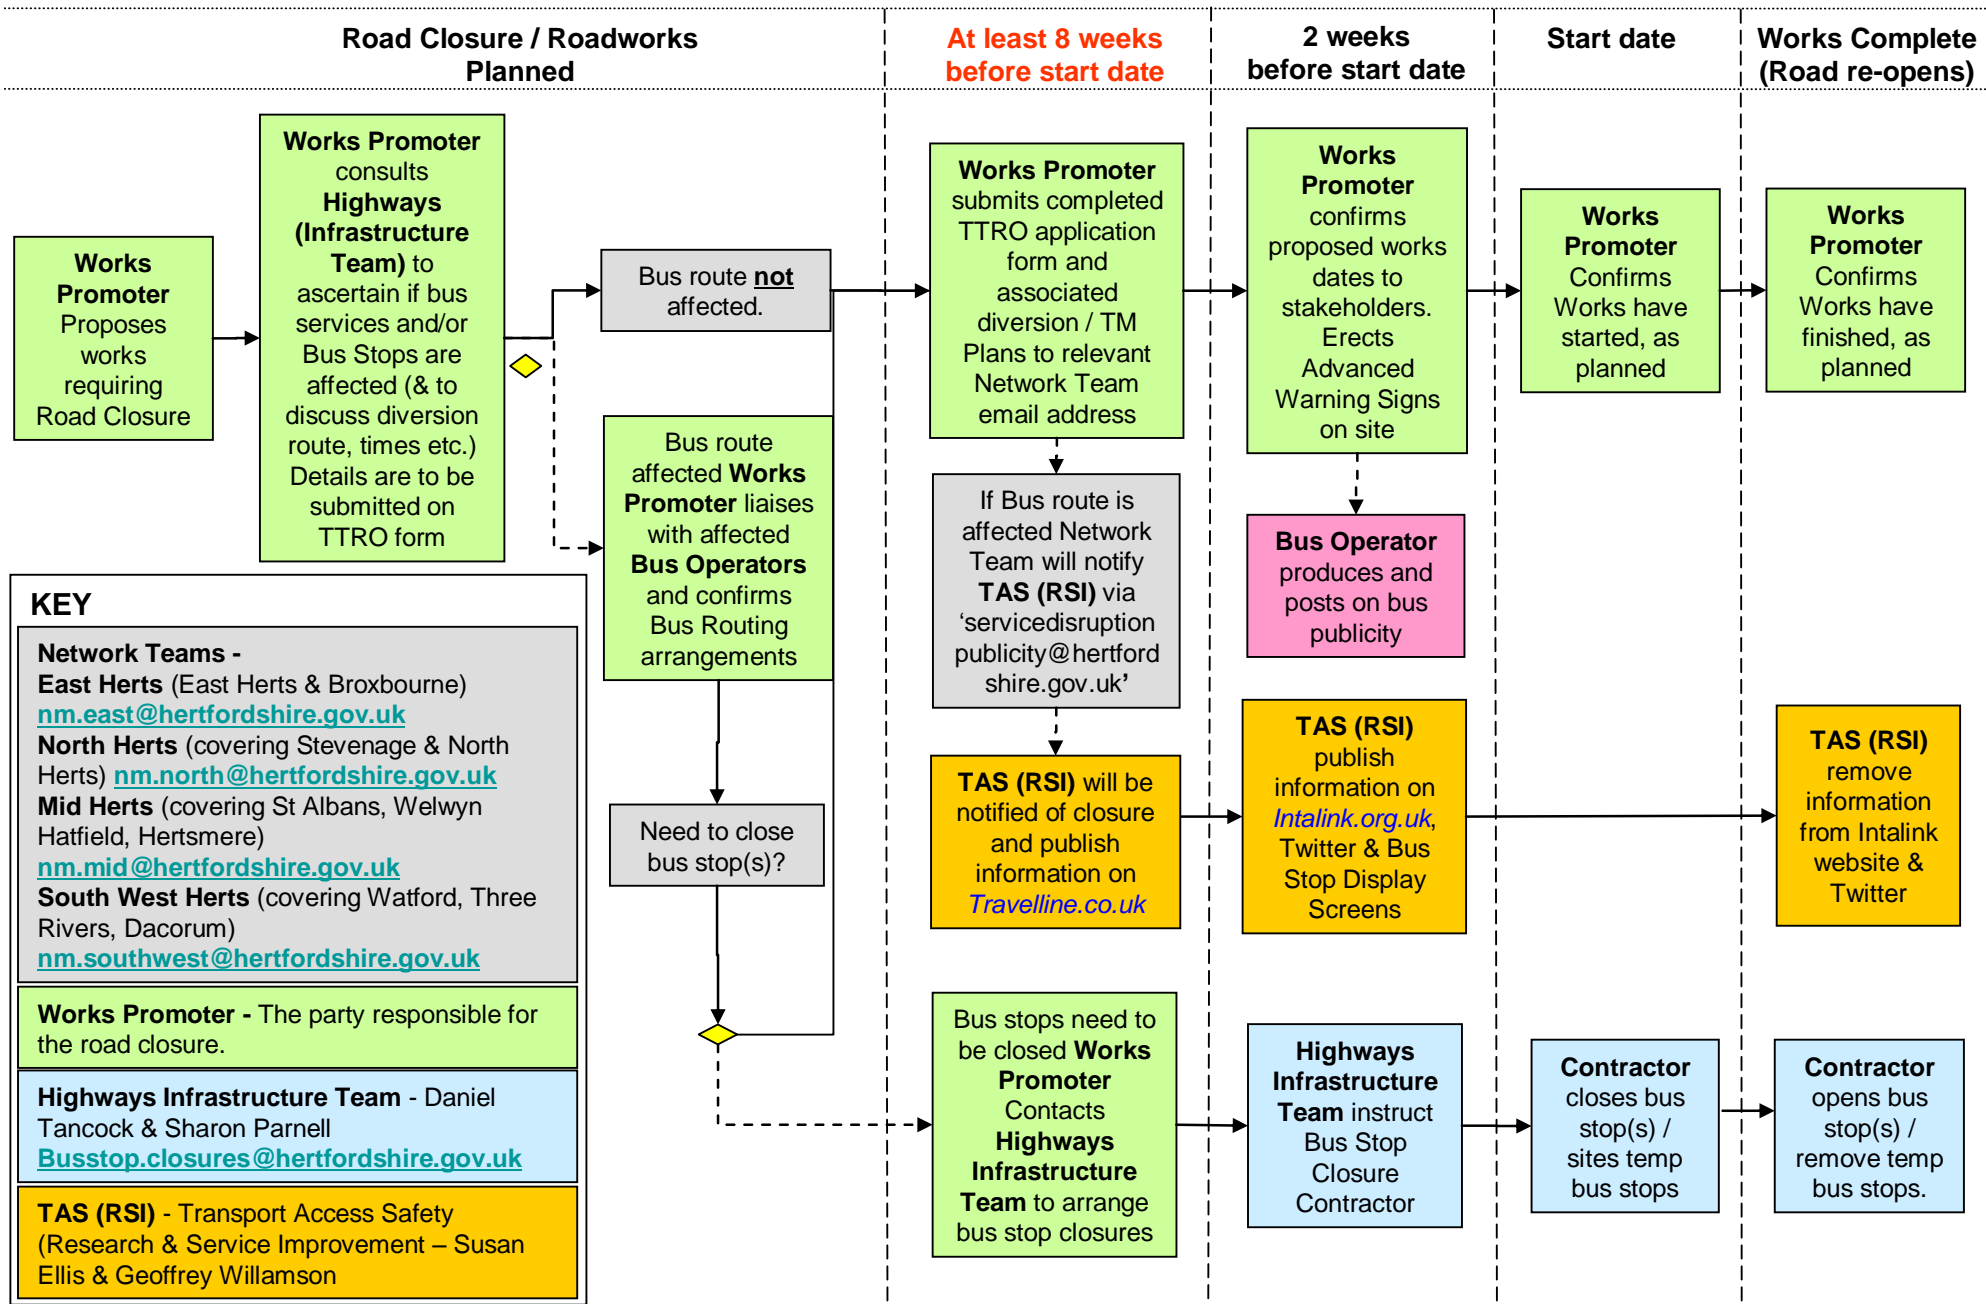 Road Closure / Roadworks
Planned
At least 8 weeks
before start date
2 weeks
before start date
Start date
Works Complete
(Road re-opens)
Works
Promoter
Proposes
works
requiring
Road Closure
Works Promoter
consults
Highways
(Infrastructure
Team) to
ascertain if bus
services and/or
Bus Stops are
affected (& to
discuss diversion
route, times etc.)
Details are to be
submitted on
TTRO form
Bus route not
affected.
Bus route
affected Works
Promoter liaises
with affected
Bus Operators
and confirms
Bus Routing
arrangements
Need to close
bus stop(s)?
Works Promoter
submits completed
TTRO application
form and
associated
diversion / TM
Plans to relevant
Network Team
email address
If Bus route is
affected Network
Team will notify
TAS (RSI) via
‘servicedisruption
publicity@hertford
shire.gov.uk’
TAS (RSI) will be
notified of closure
and publish
information on
Travelline.co.uk
Bus stops need to
be closed Works
Promoter
Contacts
Highways
Infrastructure
Team to arrange
bus stop closures
Works
Promoter
confirms
proposed works
dates to
stakeholders.
Erects
Advanced
Warning Signs
on site
Bus Operator
produces and
posts on bus
publicity
TAS (RSI)
publish
information on
Intalink.org.uk,
Twitter & Bus
Stop Display
Screens
Highways
Infrastructure
Team instruct
Bus Stop
Closure
Contractor
Works
Promoter
Confirms
Works have
started, as
planned
Contractor
closes bus
stop(s) /
sites temp
bus stops
Works
Promoter
Confirms
Works have
finished, as
planned
TAS (RSI)
remove
information
from Intalink
website &
Twitter
Contractor
opens bus
stop(s) /
remove temp
bus stops.
KEY
Network Teams -
East Herts (East Herts & Broxbourne)
nm.east@hertfordshire.gov.uk
North Herts (covering Stevenage & North
Herts) nm.north@hertfordshire.gov.uk
Mid Herts (covering St Albans, Welwyn
Hatfield, Hertsmere)
nm.mid@hertfordshire.gov.uk
South West Herts (covering Watford, Three
Rivers, Dacorum)
nm.southwest@hertfordshire.gov.uk
Works Promoter - The party responsible for
the road closure.
Highways Infrastructure Team - Daniel
Tancock & Sharon Parnell
Busstop.closures@hertfordshire.gov.uk
TAS (RSI) - Transport Access Safety
(Research & Service Improvement – Susan
Ellis & Geoffrey Willamson